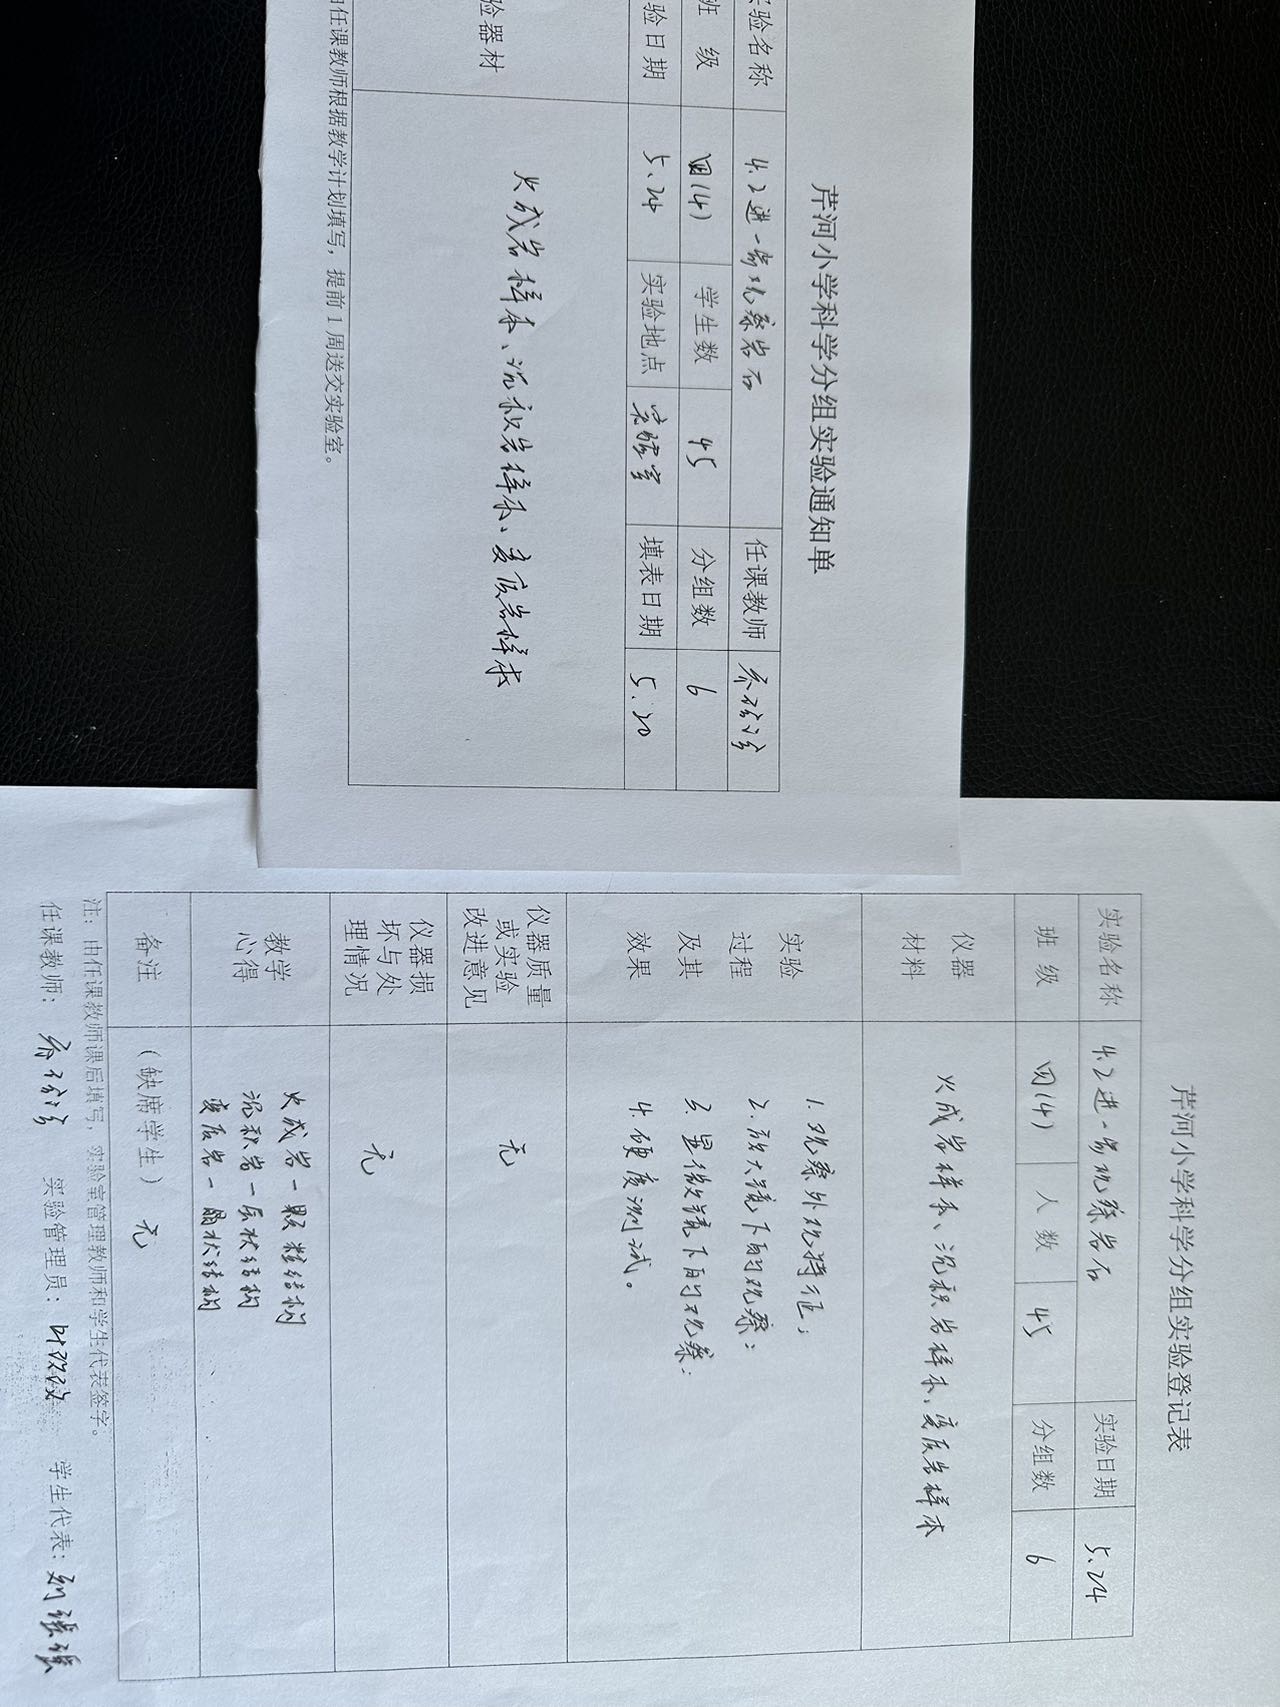 芹河小学科学分组实验通知单
实验名称 4.2进一步观察岩石 任课教师
班 级 四(4) 学生数 45 分组数 6
验日期 5.24 实验地点 实验室 填表日期 5.20
验器材 火成岩样本、沉积岩样本、变质岩样本
由任课教师根据教学计划填写，提前1周送交实验室。
芹河小学科学分组实验登记表
实验名称 4.2进一步观察岩石 实验日期 5.24
班 级 四(4) 人 数 45 分组数 6
仪器
材料 火成岩样本、沉积岩样本、变质岩样本
实验
过程
及其
效果
1. 观察外观特征；
2. 放大镜下的观察；
3. 显微镜下的观察；
4. 硬度测试。
仪器质量
或实验
改进意见 无
仪器损
坏与处
理情况 无
教学
心得
火成岩－颗粒结构
沉积岩－层状结构
变质岩－晶状结构
备注 （缺席学生） 无
注：由任课教师课后填写，实验室管理教师和学生代表签字。
任课教师： 实验管理员： 学生代表：